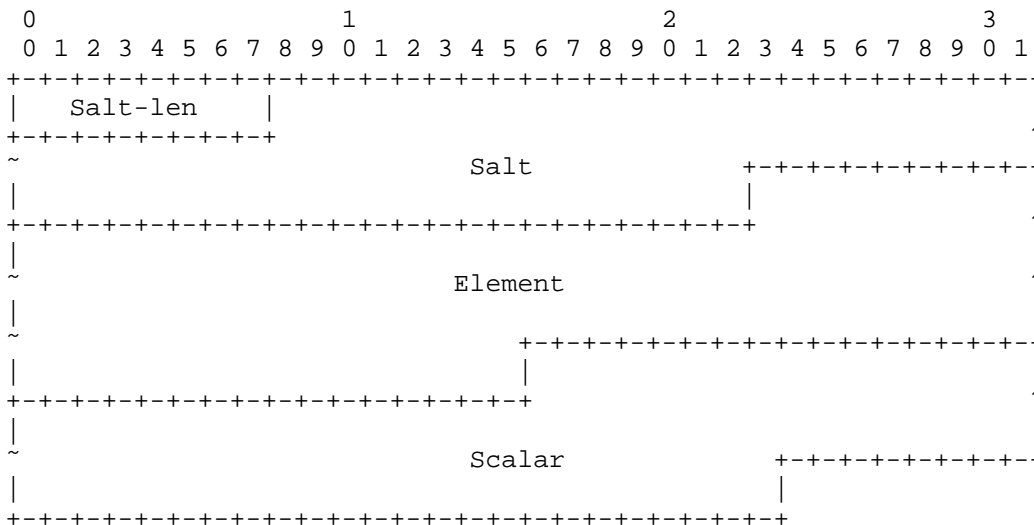 0                   1                   2                   3
 0 1 2 3 4 5 6 7 8 9 0 1 2 3 4 5 6 7 8 9 0 1 2 3 4 5 6 7 8 9 0 1
Salt-len
Salt
Element
Scalar